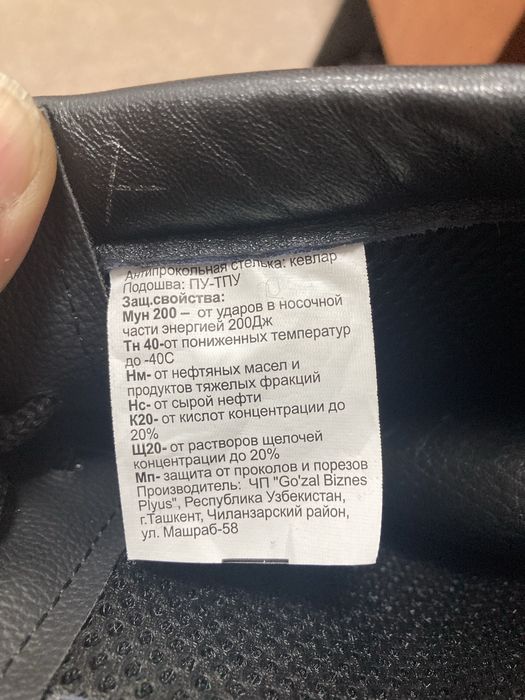 Антипрокольная стелька: кевлар
Подошва: ПУ-ТПУ
Защ.свойства:
Мун 200 – от ударов в носочной
части энергией 200Дж
Тн 40-от пониженных температур
до -40С
Нм- от нефтяных масел и
продуктов тяжелых фракций
Нс- от сырой нефти
К20- от кислот концентрации до
20%
Щ20- от растворов щелочей
концентрации до 20%
Мп- защита от проколов и порезов
Производитель: ЧП "Go'zal Biznes
Plyus", Республика Узбекистан,
г.Ташкент, Чиланзарский район,
ул. Машраб-58